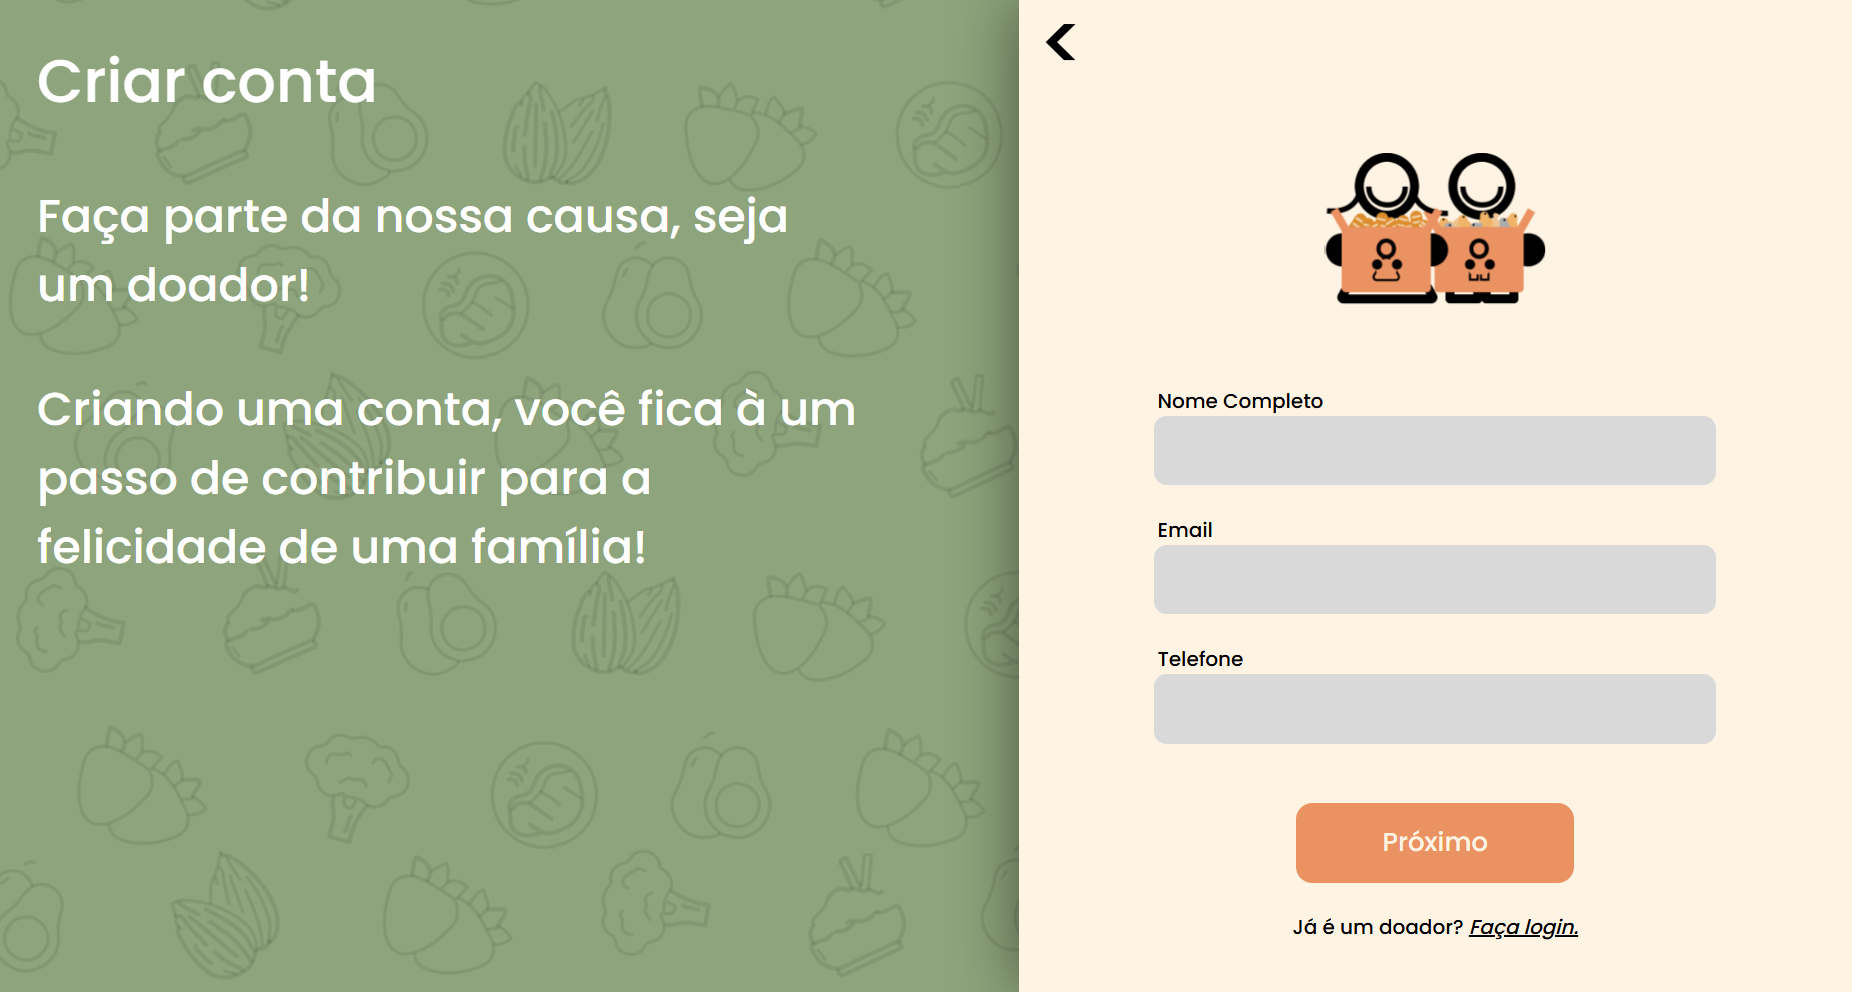 Criar conta
Faça parte da nossa causa, seja
um doador!
Criando uma conta, você fica à um
passo de contribuir para a
felicidade de uma família!
Nome Completo
Email
Telefone
Próximo
Já é um doador? Faça login.